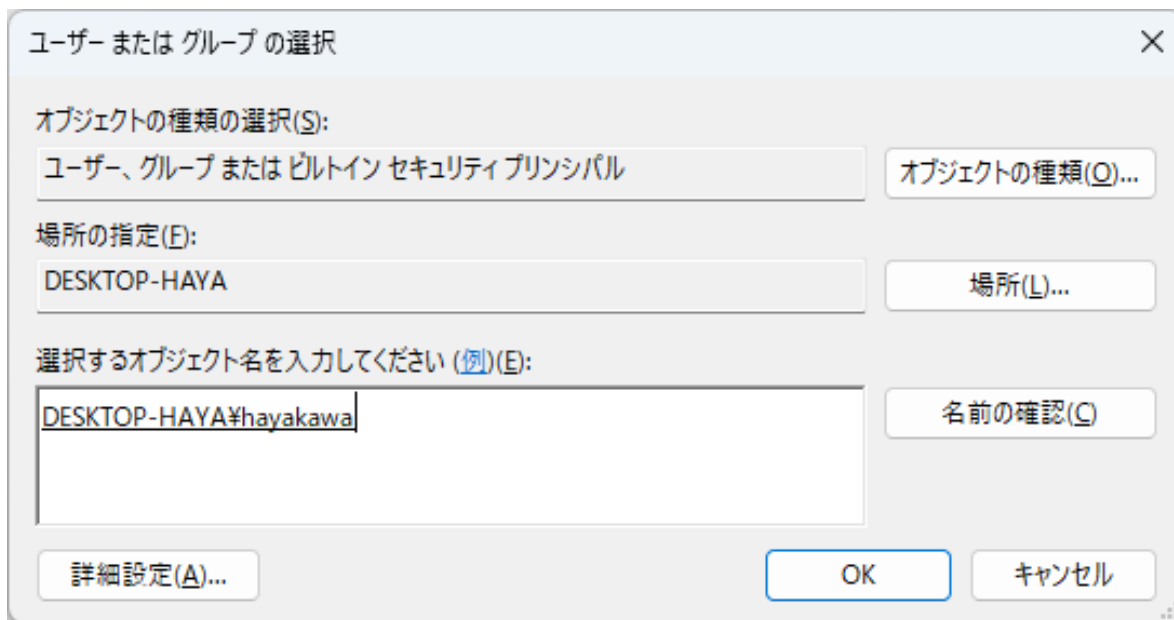 ユーザー または グループ の選択
オブジェクトの種類の選択(S):
ユーザー、グループ または ビルトイン セキュリティ プリンシパル
オブジェクトの種類(O)...
場所の指定(F):
DESKTOP-HAYA
場所(L)...
選択するオブジェクト名を入力してください (例)(E):
DESKTOP-HAYA¥hayakawa
名前の確認(C)
詳細設定(A)...
OK
キャンセル